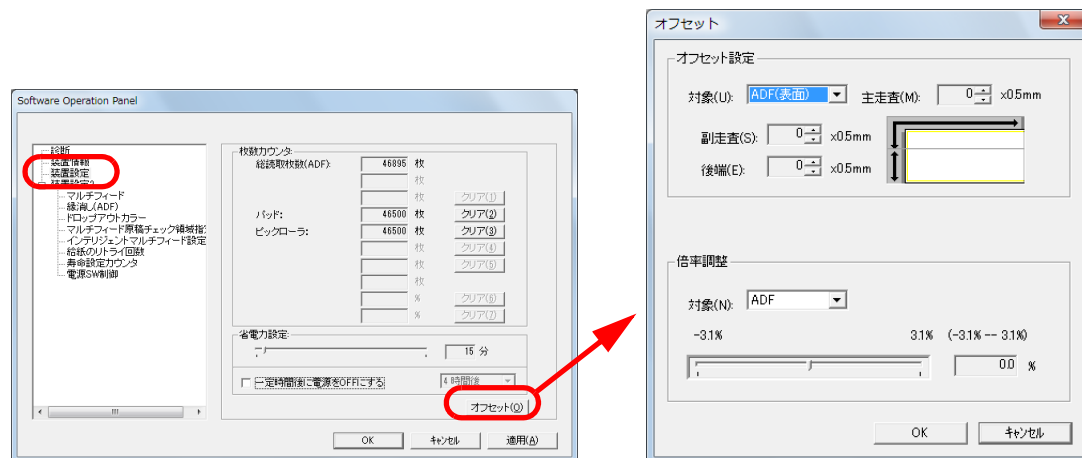 Software Operation Panel
診断
装置情報
装置設定
装置設定2
マルチフィード
縁消し(ADF)
ドロップアウトカラー
マルチフィード原稿チェック領域指
インテリジェントマルチフィード設定
給紙のリトライ回数
寿命設定カウンタ
電源SW制御
枚数カウンタ
総読取枚数(ADF): 46895 枚
枚 クリア(1)
パッド: 46500 枚 クリア(2)
ピックローラ: 46500 枚 クリア(3)
枚 クリア(4)
枚 クリア(5)
枚
% クリア(6)
% クリア(7)
省電力設定:
15 分
一定時間後に電源をOFFにする 4 時間後
オフセット(O)
OK キャンセル 適用(A)
オフセット
オフセット設定
対象(U): ADF(表面) 主走査(M): 0 x0.5mm
副走査(S): 0 x0.5mm
後端(E): 0 x0.5mm
倍率調整
対象(N): ADF
-3.1% 3.1% (-3.1% -- 3.1%)
0.0 %
OK キャンセル